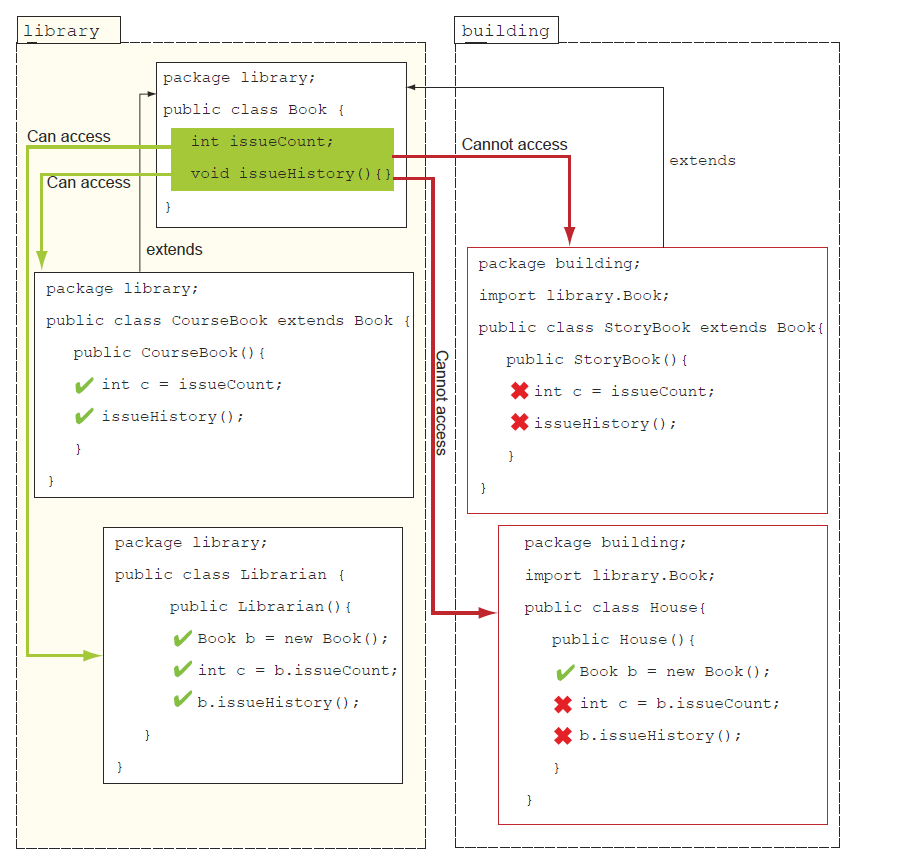 library
building
package library;
public class Book {
int issueCount;
void issueHistory(){}
}
Can access
Can access
extends
Cannot access
extends
Cannot access
package library;
public class CourseBook extends Book {
public CourseBook(){
int c = issueCount;
issueHistory();
}
}
package library;
public class Librarian {
public Librarian(){
Book b = new Book();
int c = b.issueCount;
b.issueHistory();
}
}
package building;
import library.Book;
public class StoryBook extends Book{
public StoryBook(){
int c = issueCount;
issueHistory();
}
}
package building;
import library.Book;
public class House{
public House(){
Book b = new Book();
int c = b.issueCount;
b.issueHistory();
}
}